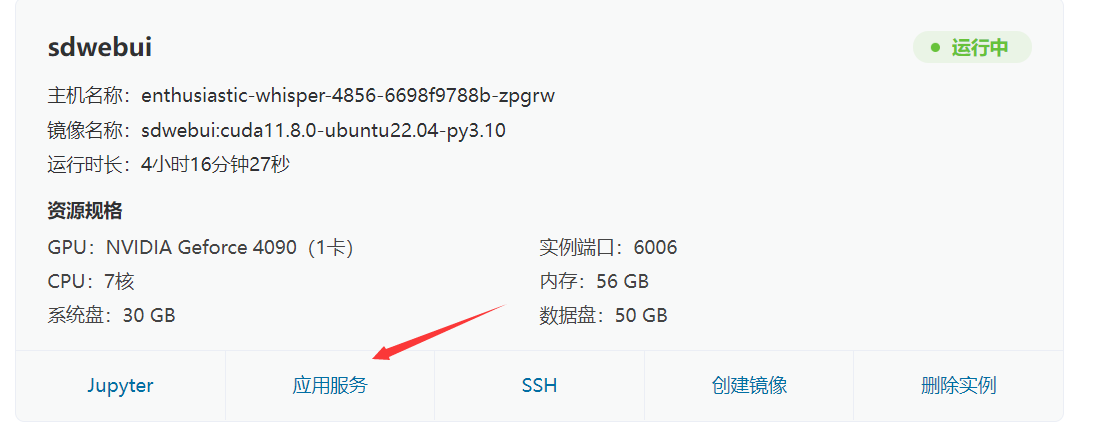 sdwebui
运行中
主机名称：enthusiastic-whisper-4856-6698f9788b-zpgrw
镜像名称：sdwebui:cuda11.8.0-ubuntu22.04-py3.10
运行时长：4小时16分钟27秒
资源规格
GPU：NVIDIA Geforce 4090（1卡）
实例端口：6006
CPU：7核
内存：56 GB
系统盘：30 GB
数据盘：50 GB
Jupyter
应用服务
SSH
创建镜像
删除实例